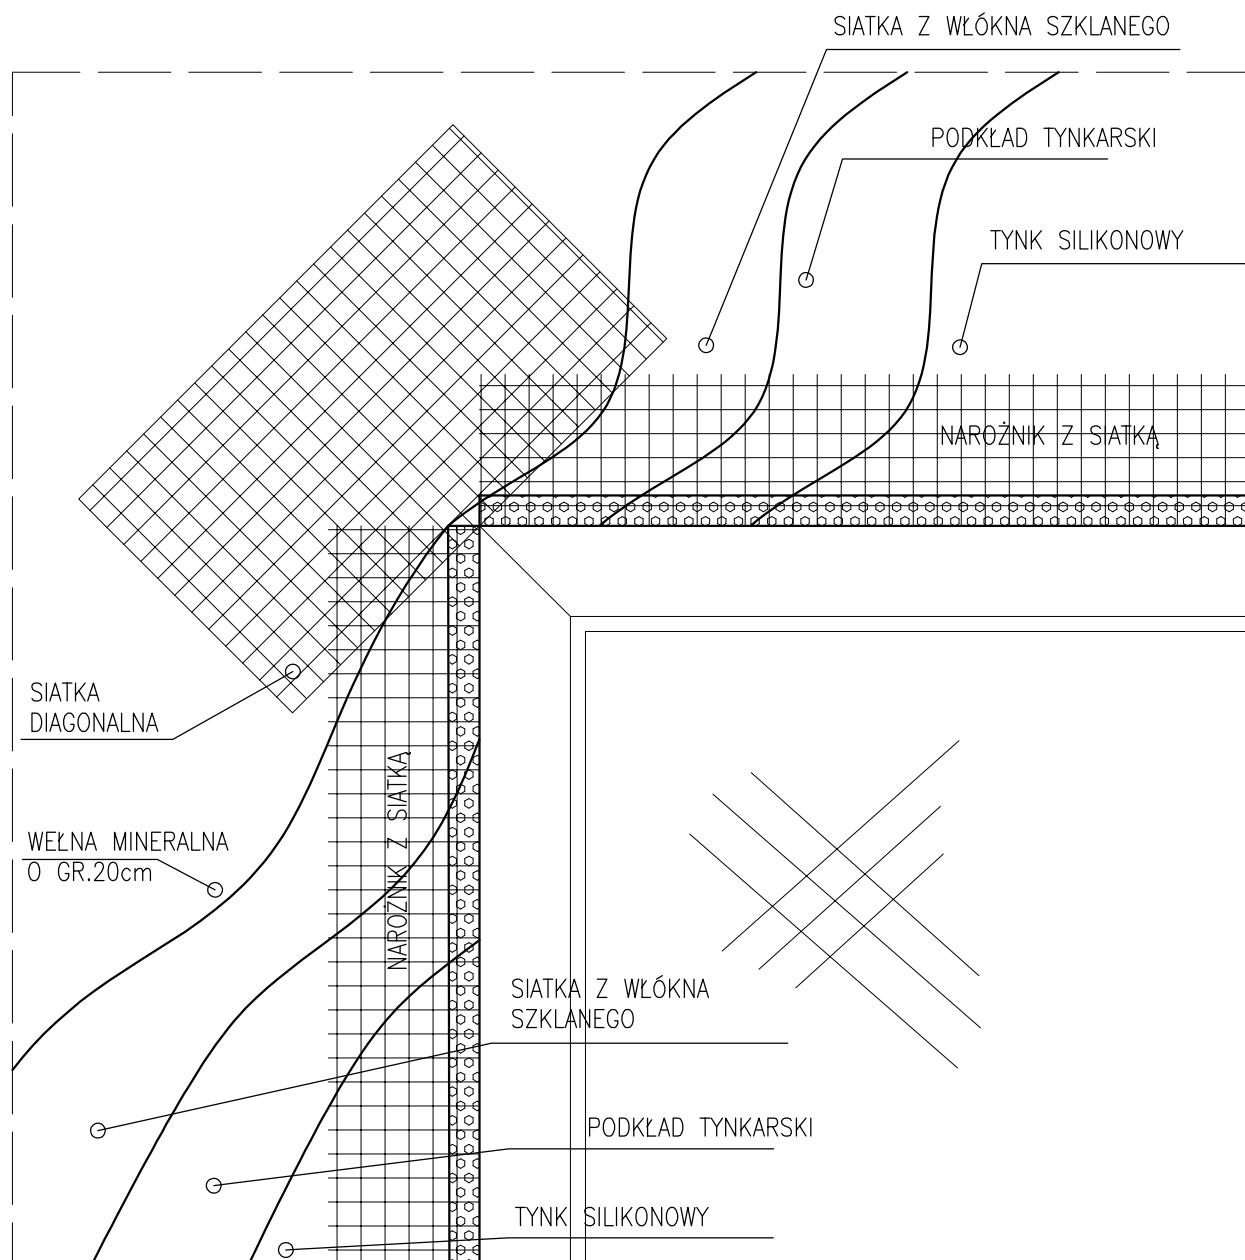 SIATKA Z WŁÓKNA SZKLANEGO
PODKŁAD TYNKARSKI
TYNK SILIKONOWY
NAROŻNIK Z SIATKĄ
SIATKA
DIAGONALNA
NAROŻNIK Z SIATKĄ
WEŁNA MINERALNA
O GR.20cm
SIATKA Z WŁÓKNA
SZKLANEGO
PODKŁAD TYNKARSKI
TYNK SILIKONOWY